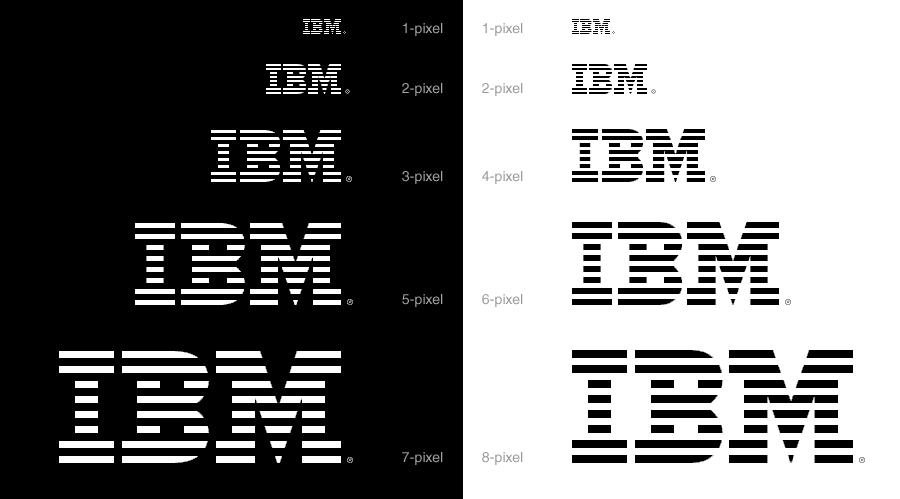 IBM® 1-pixel 1-pixel IBM®
IBM® 2-pixel 2-pixel IBM®
IBM® 3-pixel 4-pixel IBM®
IBM® 5-pixel 6-pixel IBM®
IBM® 7-pixel 8-pixel IBM®